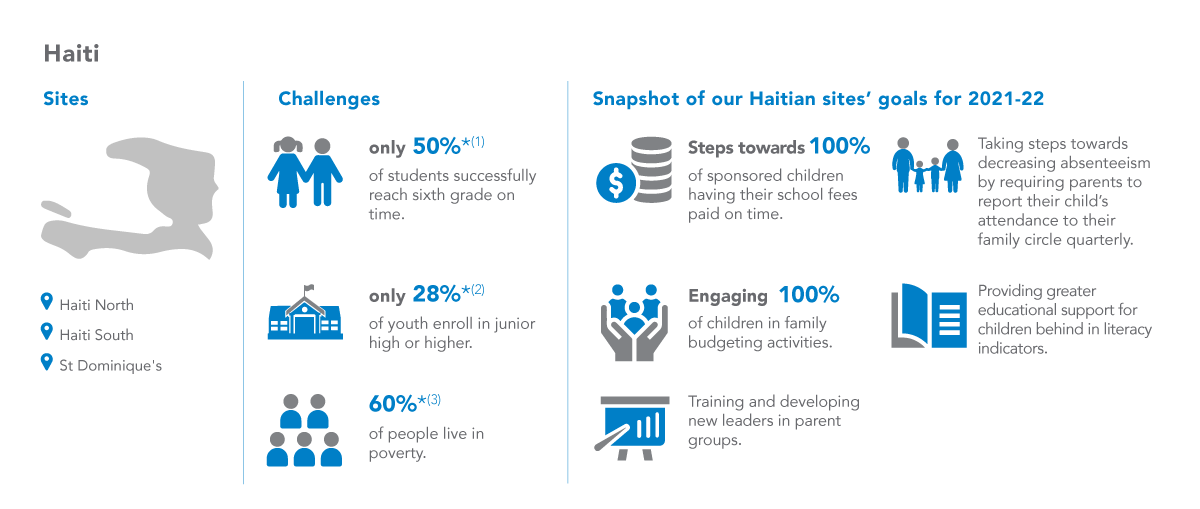 Haiti
Sites
Haiti North
Haiti South
St Dominique's
Challenges
only 50%*(1)
of students successfully
reach sixth grade on
time.
only 28%*(2)
of youth enroll in junior
high or higher.
60%*(3)
of people live in
poverty.
Snapshot of our Haitian sites’ goals for 2021-22
$
Steps towards 100%
of sponsored children
having their school fees
paid on time.
Taking steps towards
decreasing absenteeism
by requiring parents to
report their child’s
attendance to their
family circle quarterly.
Engaging 100%
of children in family
budgeting activities.
Providing greater
educational support for
children behind in literacy
indicators.
Training and developing
new leaders in parent
groups.